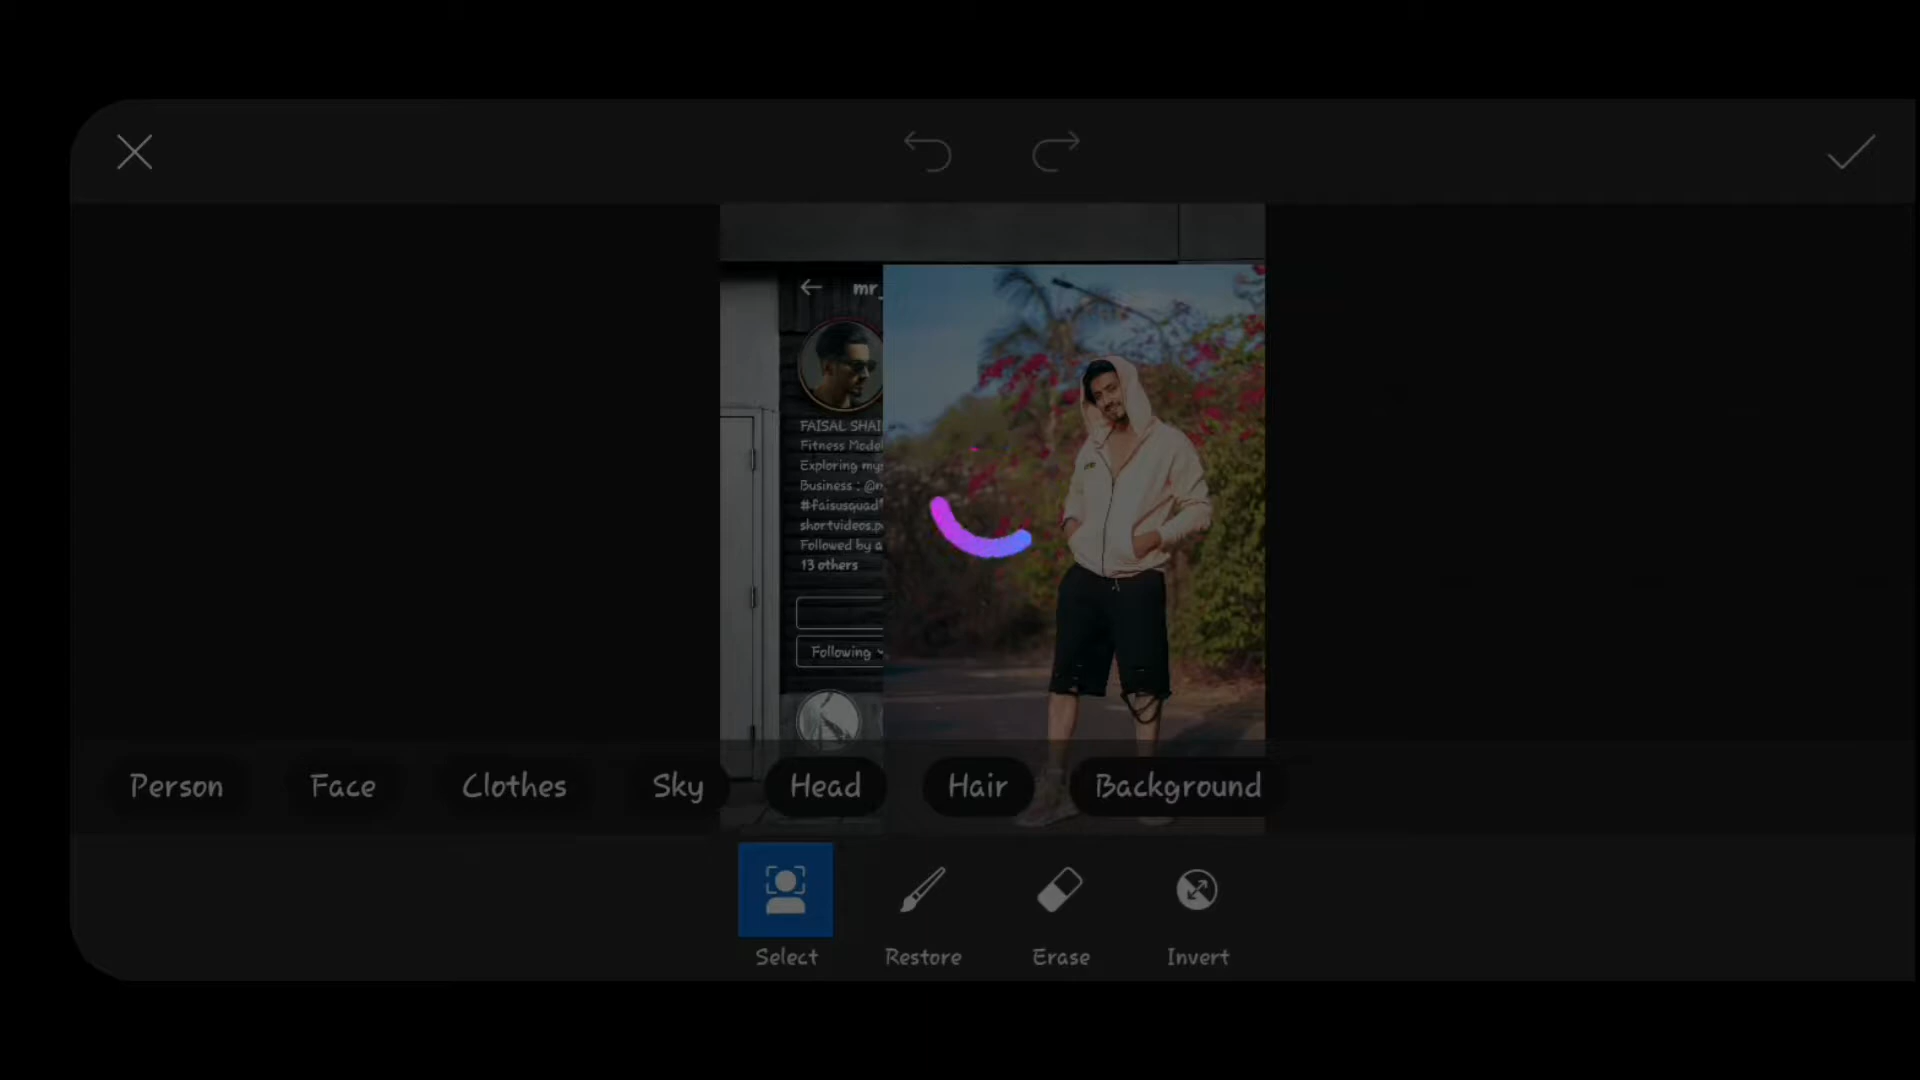 mr_
FAISAL SHAI
Fitness Model
Exploring mys
Business : @m
#faisusquad
shortvideos.p
Followed by a
13 others
Following
Person Face Clothes Sky Head Hair Background
Select Restore Erase Invert